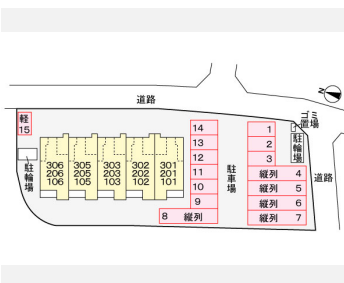 道路
N
軽
15
駐輪場
306 305 303 302 301
206 205 203 202 201
106 105 103 102 101
14
13
12
11
10
9
8 縦列
駐車場
1
2
3
縦列 4
縦列 5
縦列 6
縦列 7
ゴミ置場
駐輪場
道路